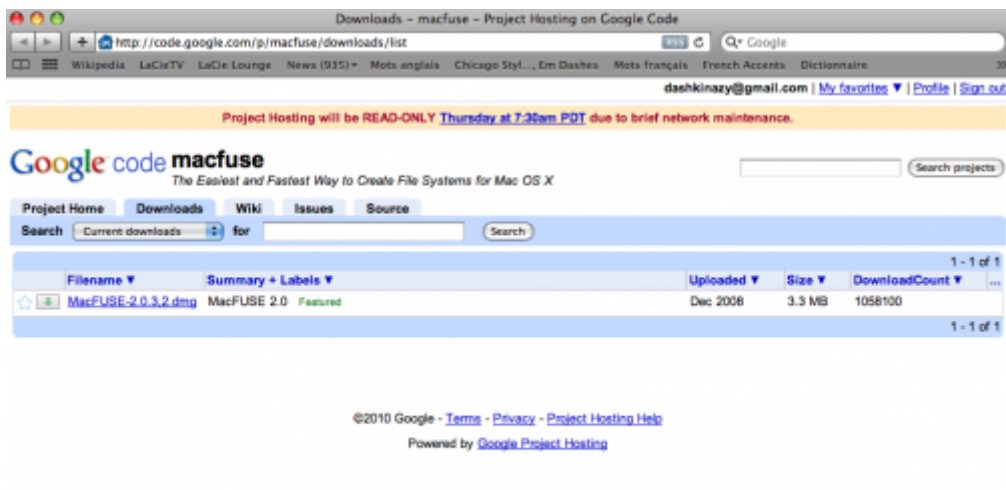 Downloads – macfuse – Project Hosting on Google Code
http://code.google.com/p/macfuse/downloads/list RSS Google
Wikipedia LaCieTV LaCie Lounge News (935) Mots anglais Chicago Styl..., Em Dashes Mots français French Accents Dictionnaire
dashkinazy@gmail.com | My favorites ▼ | Profile | Sign out
Project Hosting will be READ-ONLY Thursday at 7:30am PDT due to brief network maintenance.
Google code macfuse
The Easiest and Fastest Way to Create File Systems for Mac OS X
Search projects
Project Home Downloads Wiki Issues Source
Search Current downloads for Search
1 - 1 of 1
Filename ▼ Summary + Labels ▼ Uploaded ▼ Size ▼ DownloadCount ▼ ...
MacFUSE-2.0.3,2.dmg MacFUSE 2.0 Featured Dec 2008 3.3 MB 1058100
1 - 1 of 1
©2010 Google - Terms - Privacy - Project Hosting Help
Powered by Google Project Hosting